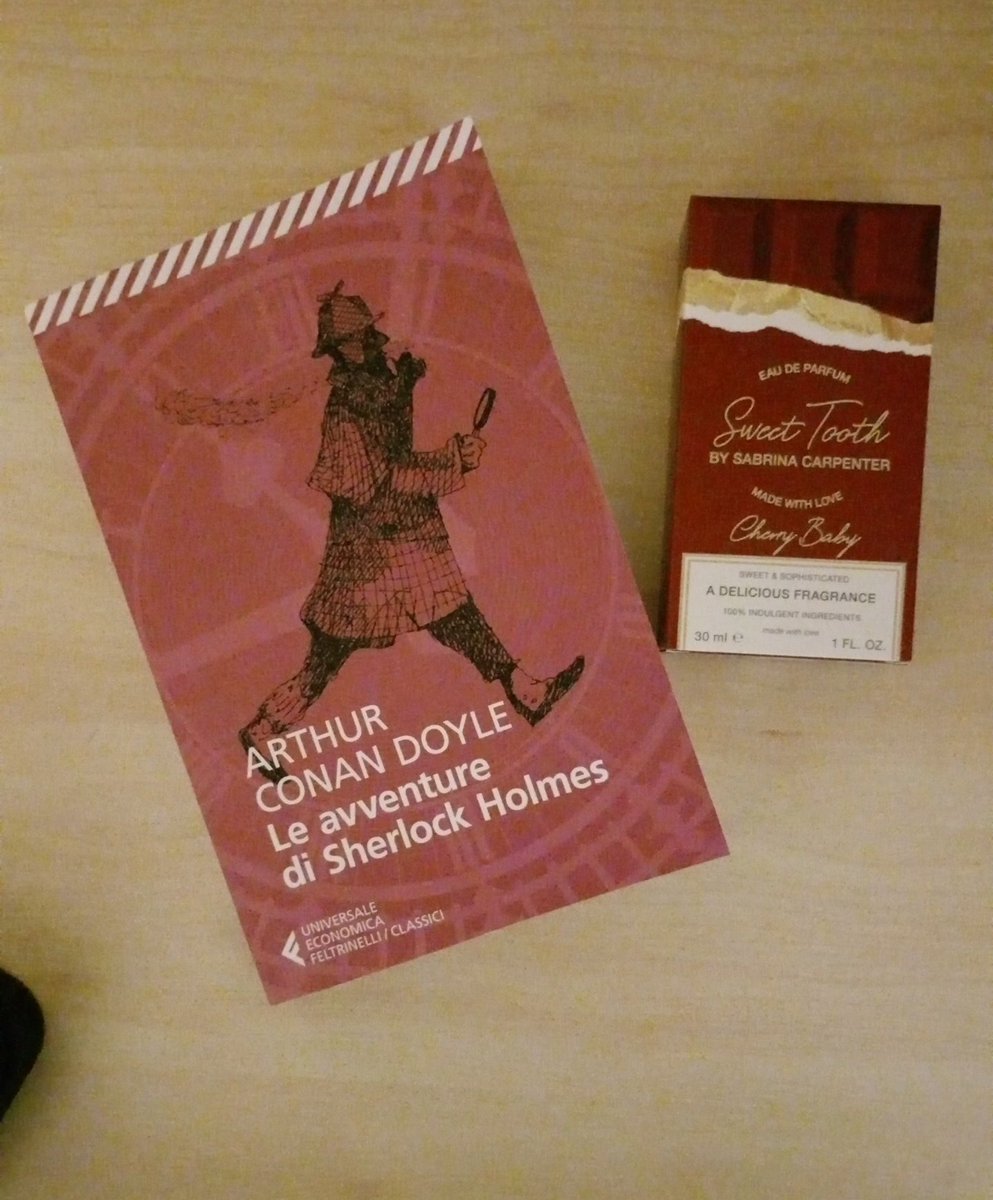 ARTHUR
CONAN DOYLE
Le avventure
di Sherlock Holmes
UNIVERSALE
ECONOMICA
FELTRINELLI / CLASSICI
EAU DE PARFUM
Sweet Tooth
BY SABRINA CARPENTER
MADE WITH LOVE
Cherry Baby
SWEET & SOPHISTICATED
A DELICIOUS FRAGRANCE
100% INDULGENT INGREDIENTS
made with love
30 ml ℮ 1 FL. OZ.